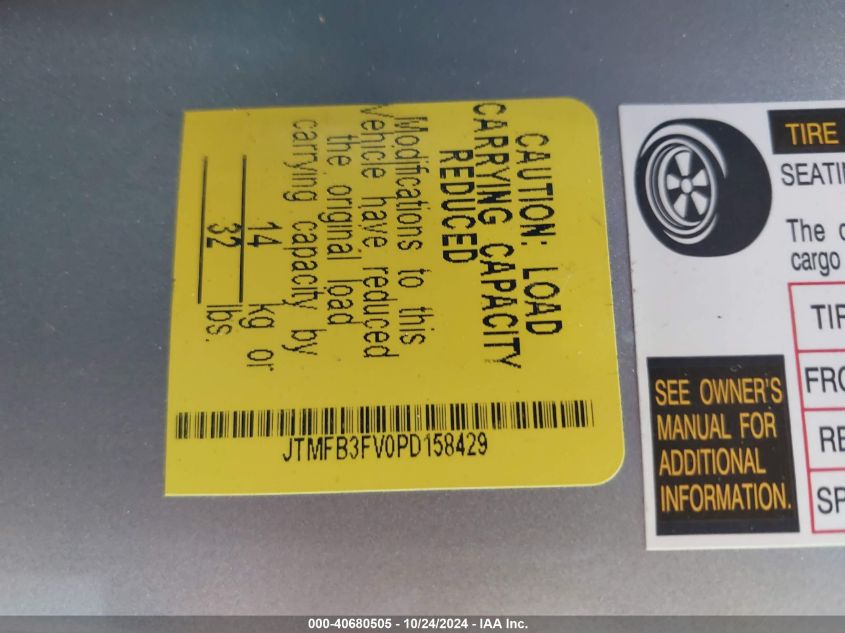 CAUTION: LOAD
CARRYING CAPACITY
REDUCED
Modifications to this
vehicle have reduced
the original load
carrying capacity by
14 kg or
32 lbs.
JTMFB3FV0PD158429
TIRE
SEATIN
The c
cargo
TIR
FRO
RE
SP
SEE OWNER'S
MANUAL FOR
ADDITIONAL
INFORMATION.
000-40680505 - 10/24/2024 - IAA Inc.